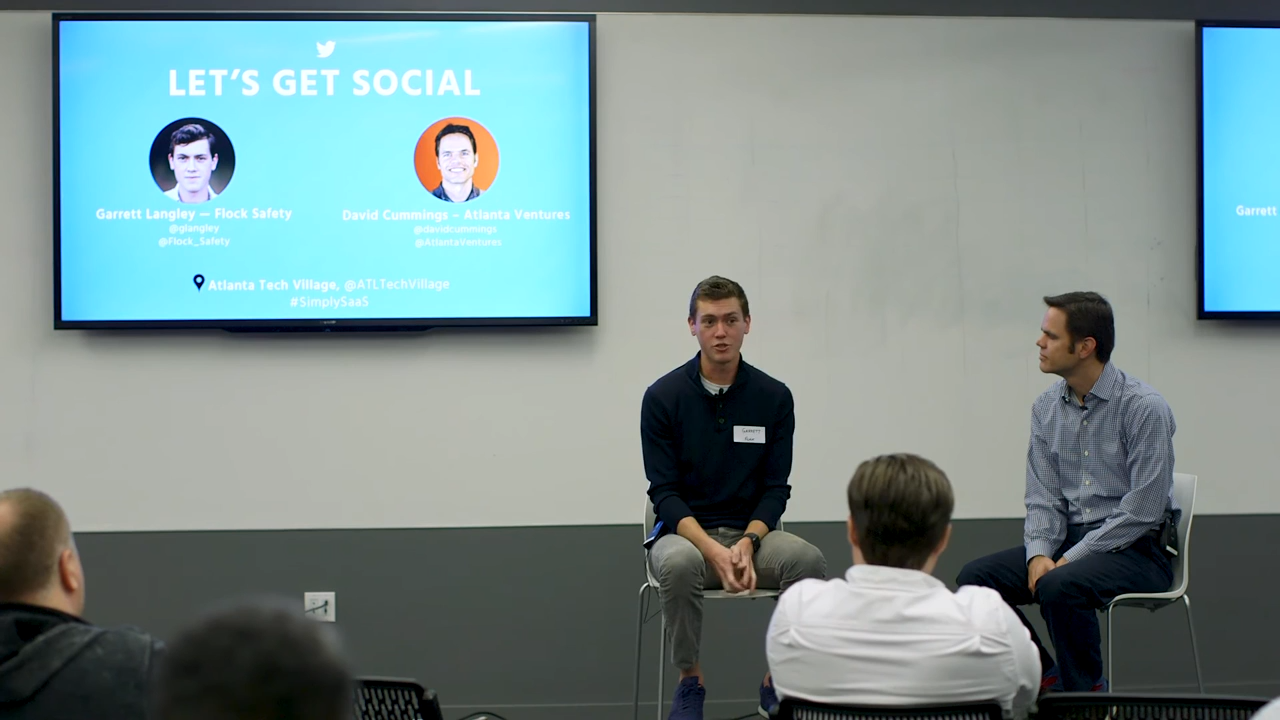 LET'S GET SOCIAL
Garrett Langley – Flock Safety
@glangley
@Flock_Safety
David Cummings – Atlanta Ventures
@davidcummings
@AtlantaVentures
Atlanta Tech Village, @ATLTechVillage
#SimplySaaS
Garrett
GARRETT